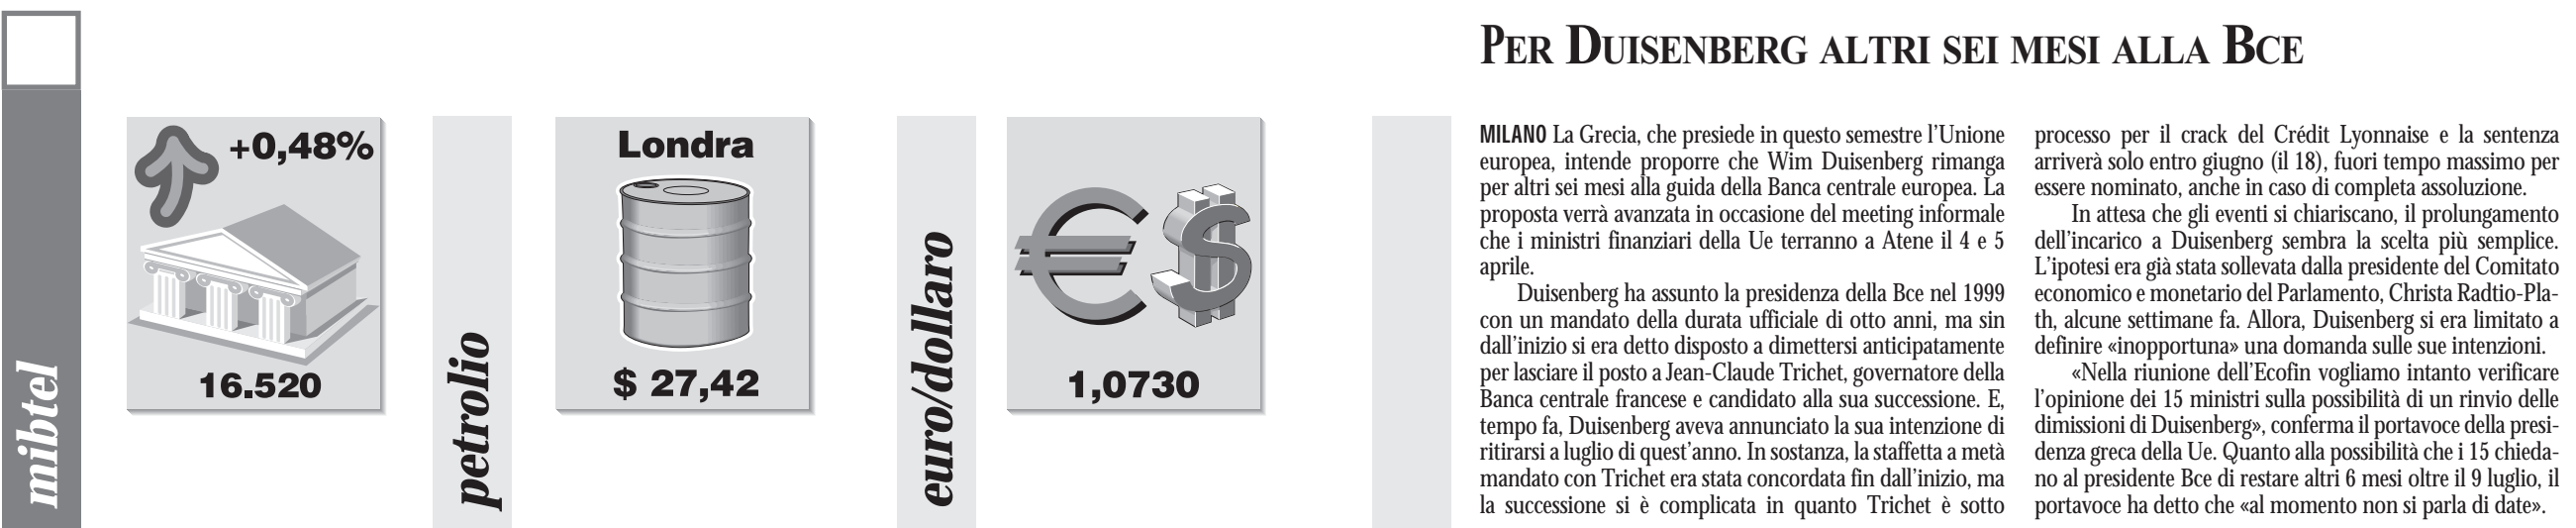 mibtel
+0,48%
16.520
petrolio
Londra
$ 27,42
euro/dollaro
1,0730
PER DUISENBERG ALTRI SEI MESI ALLA BCE
MILANO La Grecia, che presiede in questo semestre l'Unione
europea, intende proporre che Wim Duisenberg rimanga
per altri sei mesi alla guida della Banca centrale europea. La
proposta verrà avanzata in occasione del meeting informale
che i ministri finanziari della Ue terranno a Atene il 4 e 5
aprile.
Duisenberg ha assunto la presidenza della Bce nel 1999
con un mandato della durata ufficiale di otto anni, ma sin
dall'inizio si era detto disposto a dimettersi anticipatamente
per lasciare il posto a Jean-Claude Trichet, governatore della
Banca centrale francese e candidato alla sua successione. E,
tempo fa, Duisenberg aveva annunciato la sua intenzione di
ritirarsi a luglio di quest'anno. In sostanza, la staffetta a metà
mandato con Trichet era stata concordata fin dall'inizio, ma
la successione si è complicata in quanto Trichet è sotto
processo per il crack del Crédit Lyonnaise e la sentenza
arriverà solo entro giugno (il 18), fuori tempo massimo per
essere nominato, anche in caso di completa assoluzione.
In attesa che gli eventi si chiariscano, il prolungamento
dell'incarico a Duisenberg sembra la scelta più semplice.
L'ipotesi era già stata sollevata dalla presidente del Comitato
economico e monetario del Parlamento, Christa Radtio-Pla-
th, alcune settimane fa. Allora, Duisenberg si era limitato a
definire «inopportuna» una domanda sulle sue intenzioni.
«Nella riunione dell'Ecofin vogliamo intanto verificare
l'opinione dei 15 ministri sulla possibilità di un rinvio delle
dimissioni di Duisenberg», conferma il portavoce della presi-
denza greca della Ue. Quanto alla possibilità che i 15 chieda-
no al presidente Bce di restare altri 6 mesi oltre il 9 luglio, il
portavoce ha detto che «al momento non si parla di date».